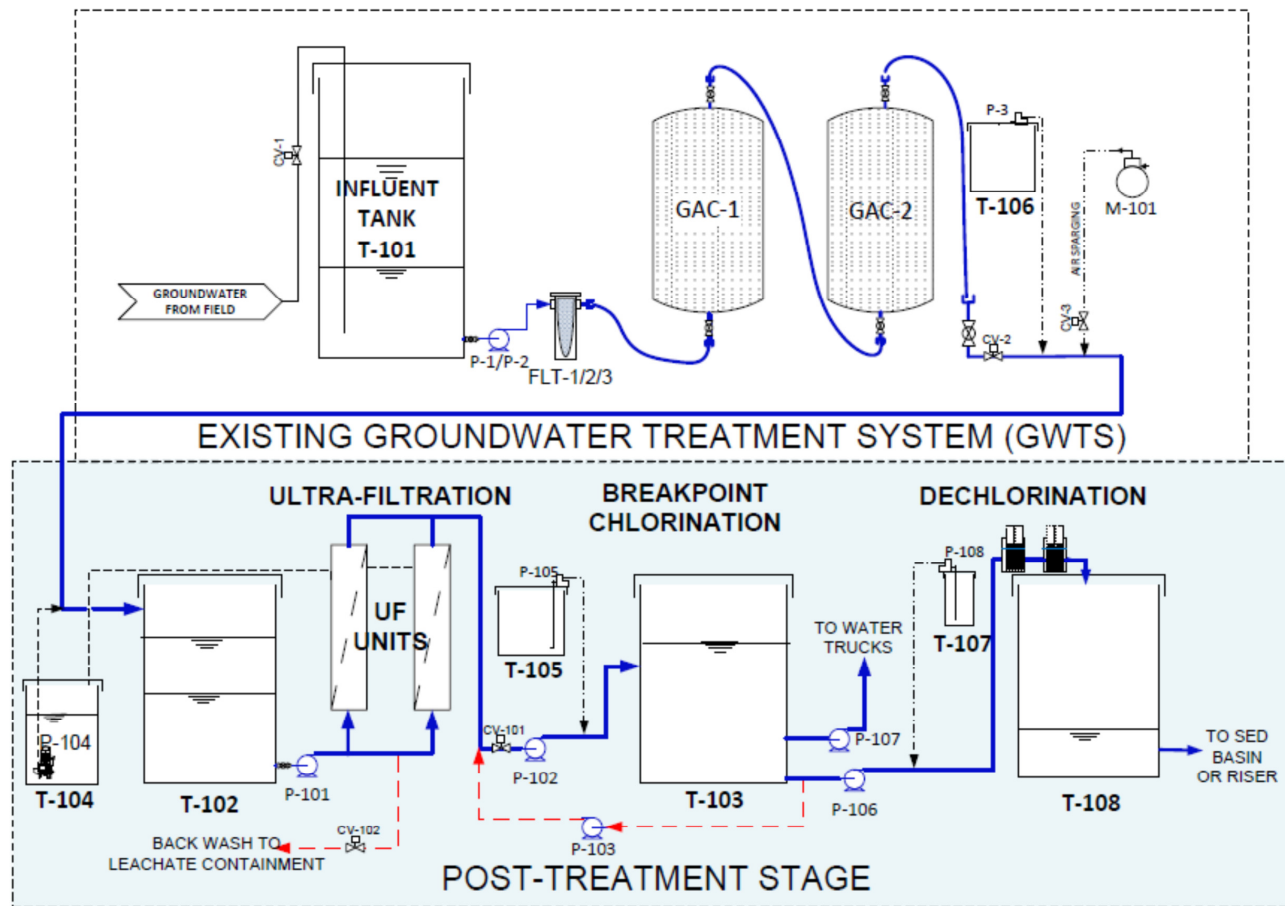 CV-1
INFLUENT
TANK
T-101
GROUNDWATER
FROM FIELD
P-1/P-2
FLT-1/2/3
GAC-1
GAC-2
P-3
T-106
M-101
AIR SPARGING
CV-3
CV-2
EXISTING GROUNDWATER TREATMENT SYSTEM (GWTS)
ULTRA-FILTRATION
BREAKPOINT
CHLORINATION
DECHLORINATION
UF
UNITS
P-104
T-104
T-102
P-101
BACK WASH TO
LEACHATE CONTAINMENT
CV-102
P-105
T-105
CV-101
P-102
P-103
T-103
TO WATER
TRUCKS
P-107
P-106
P-108
T-107
T-108
TO SED
BASIN
OR RISER
POST-TREATMENT STAGE